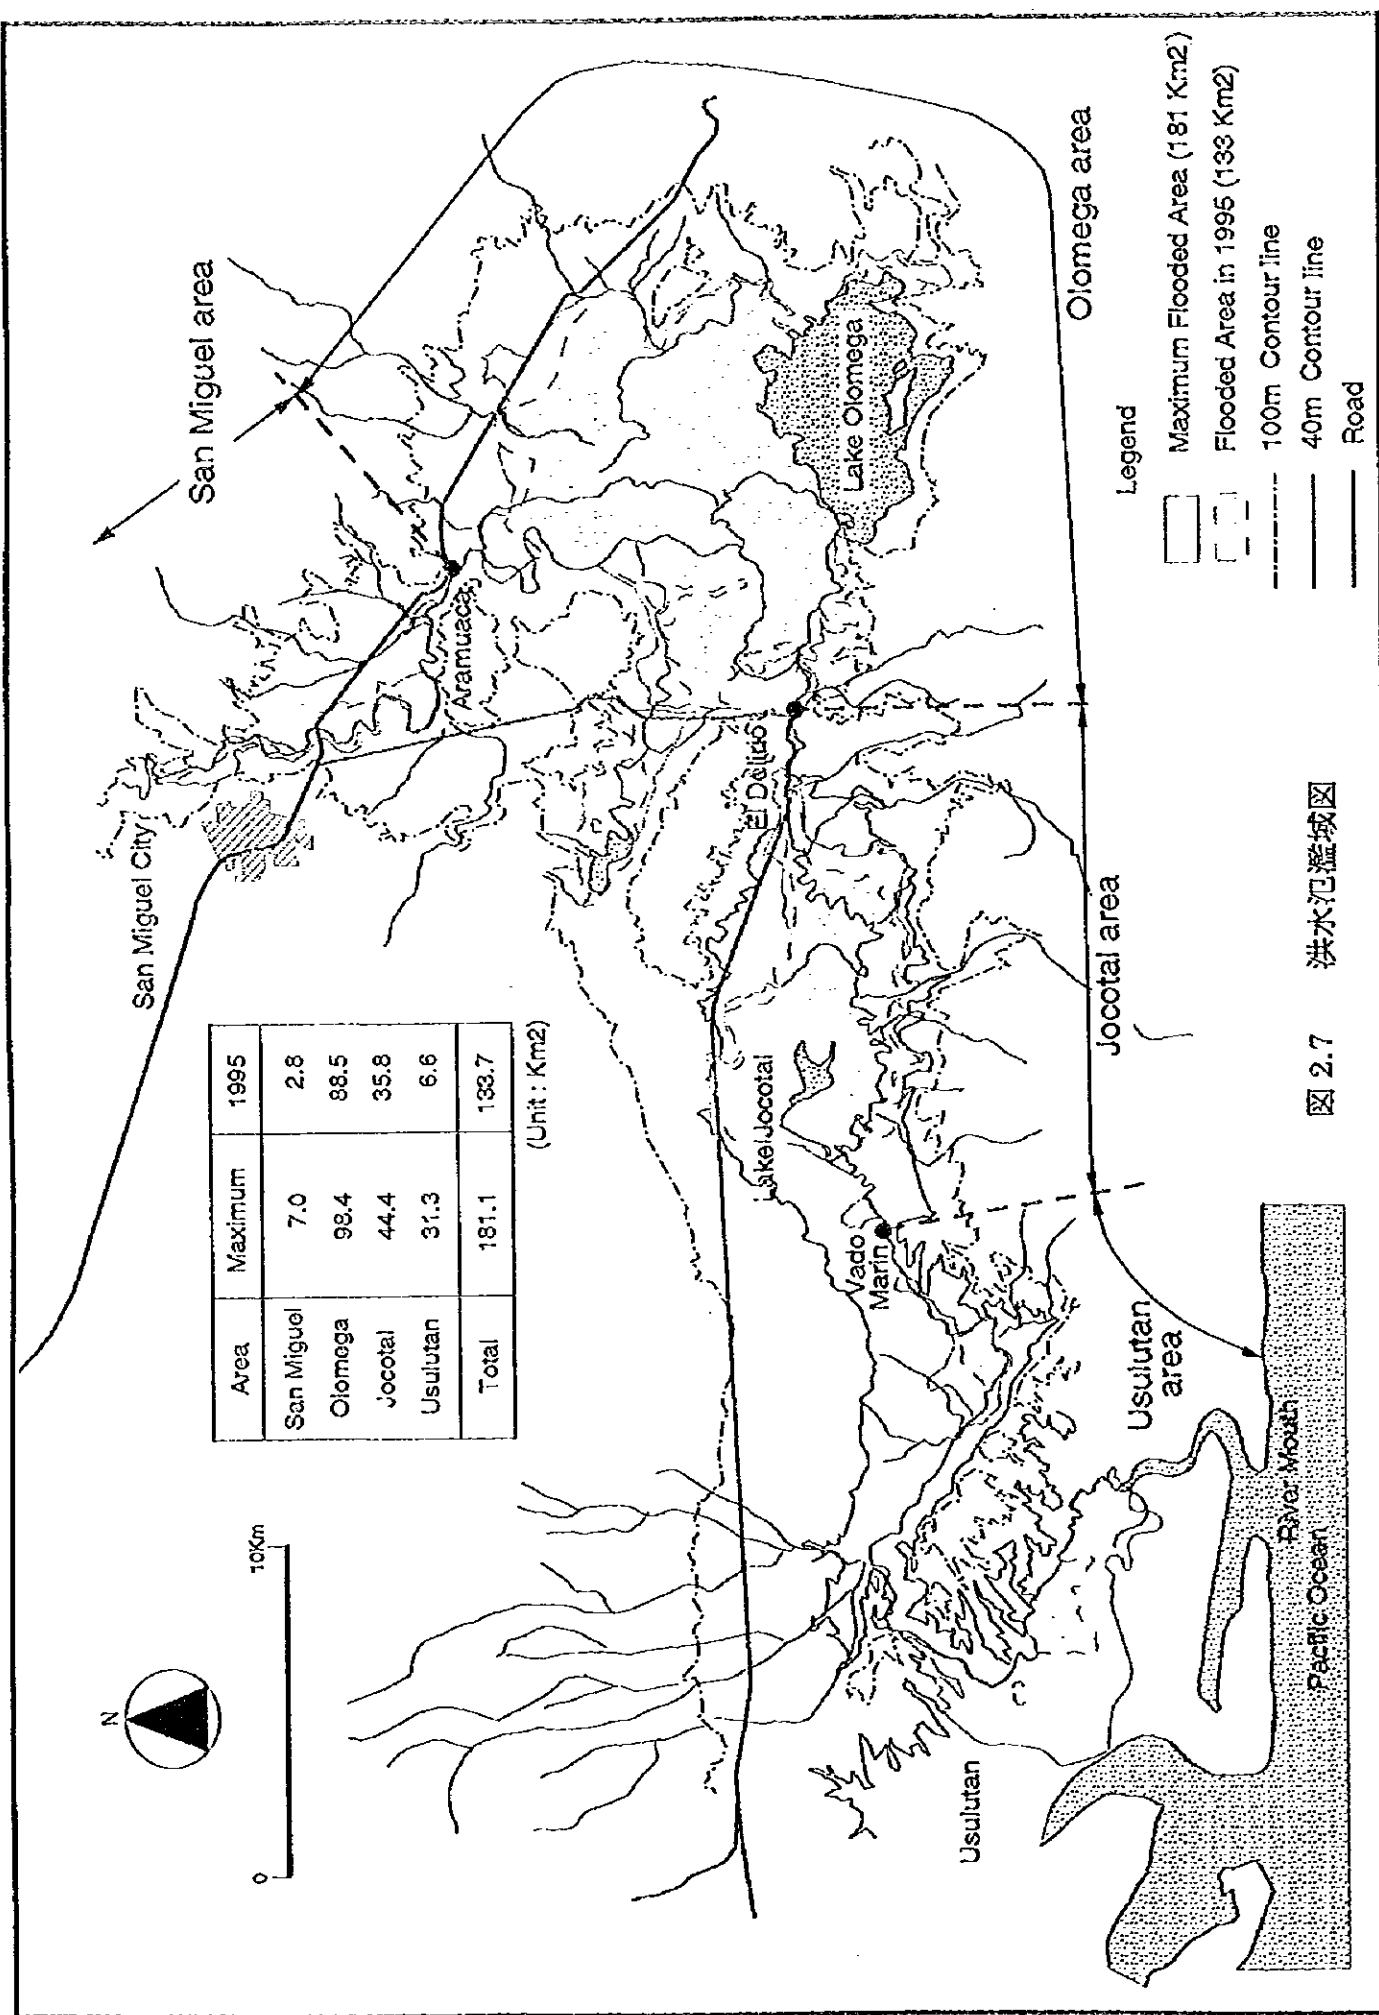 N
0 10Km
Area Maximum 1995
San Miguel 7.0 2.8
Olomega 98.4 88.5
Jocotal 44.4 35.8
Usulutan 31.3 6.6
Total 181.1 133.7
(Unit : Km2)
San Miguel City
San Miguel area
Aramuaca
El Delirio
Lake Jocotal
Lake Olomega
Vado
Marin
Usulutan
Olomega area
Jocotal area
Usulutan
area
River Mouth
Pacific Ocean
Legend
Maximum Flooded Area (181 Km2)
Flooded Area in 1995 (133 Km2)
100m Contour line
40m Contour line
Road
図 2.7 洪水氾濫域図